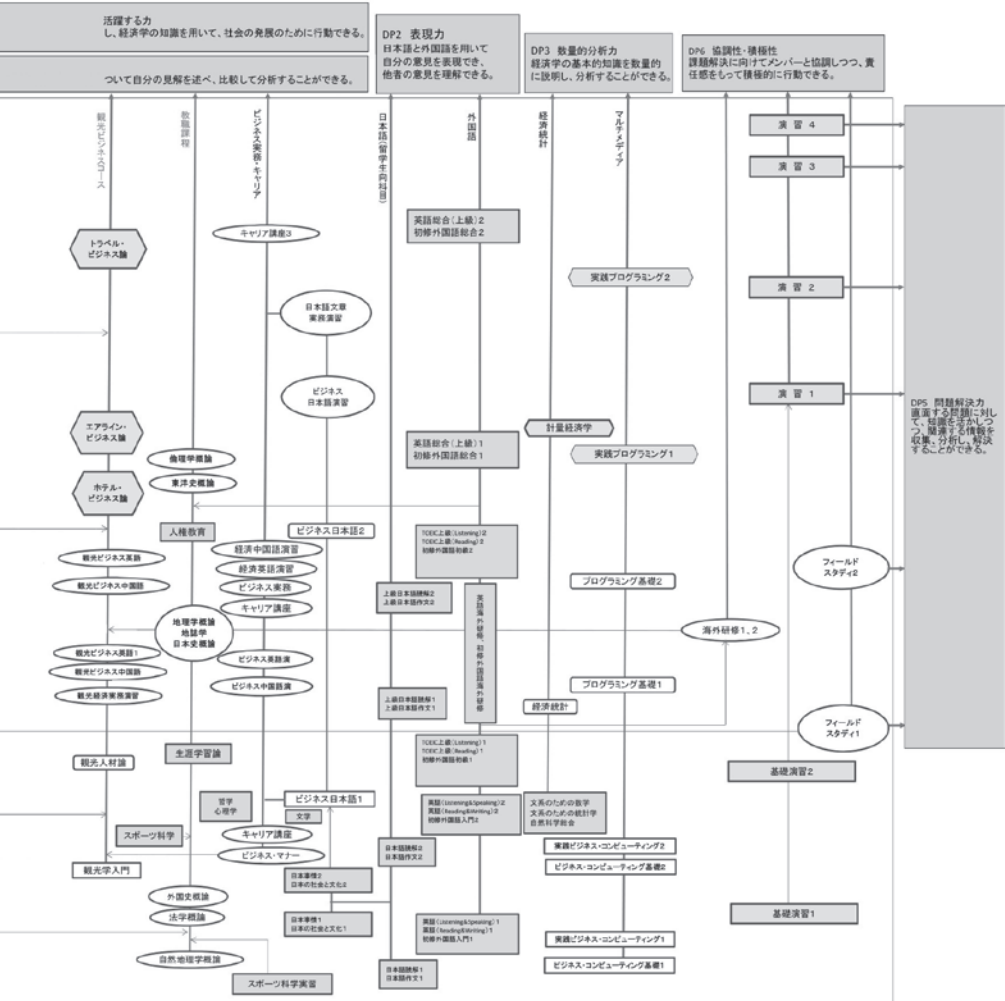 活躍する力
し、経済学の知識を用いて、社会の発展のために行動できる。
ついて自分の見解を述べ、比較して分析することができる。
DP2 表現力
日本語と外国語を用いて
自分の意見を表現でき、
他者の意見を理解できる。
DP3 数量的分析力
経済学の基本的知識を数量的
に説明し、分析することができる。
DP6 協調性・積極性
課題解決に向けてメンバーと協調しつつ、責
任感をもって積極的に行動できる。
観光ビジネスコース
教職課程
ビジネス実務・キャリア
日本語(留学生向科目)
外国語
経済統計
マルチメディア
演習4
演習3
演習2
演習1
DP5 問題解決力
直面する問題に対し
て、知識を活かしつ
つ、関連する情報を
収集、分析し、解決
することができる。
トラベル・
ビジネス論
エアライン・
ビジネス論
ホテル・
ビジネス論
観光ビジネス英語
観光ビジネス中国語
観光ビジネス英語1
観光ビジネス中国語
観光経済実務演習
観光人材論
観光学入門
倫理学概論
東洋史概論
人権教育
地理学概論
地誌学
日本史概論
生涯学習論
哲学
心理学
スポーツ科学
外国史概論
法学概論
自然地理学概論
スポーツ科学実習
キャリア講座3
日本語文章
実務演習
ビジネス
日本語演習
ビジネス日本語2
経済中国語演習
経済英語演習
ビジネス実務
キャリア講座
ビジネス英語演
ビジネス中国語演
ビジネス日本語1
文学
キャリア講座
ビジネス・マナー
日本事情2
日本の社会と文化2
日本事情1
日本の社会と文化1
上級日本語読解2
上級日本語作文2
上級日本語読解1
上級日本語作文1
日本語読解2
日本語作文2
日本語読解1
日本語作文1
英語総合(上級)2
初修外国語総合2
英語総合(上級)1
初修外国語総合1
TOEIC上級(Listening)2
TOEIC上級(Reading)2
初修外国語初級2
英語海外研修、初修外国語海外研修
TOEIC上級(Listening)1
TOEIC上級(Reading)1
初修外国語初級1
英語(Listening&Speaking)2
英語(Reading&Writing)2
初修外国語入門2
英語(Listening&Speaking)1
英語(Reading&Writing)1
初修外国語入門1
計量経済学
経済統計
文系のための数学
文系のための統計学
自然科学総合
実践プログラミング2
実践プログラミング1
プログラミング基礎2
プログラミング基礎1
実践ビジネス・コンピューティング2
ビジネス・コンピューティング基礎2
実践ビジネス・コンピューティング1
ビジネス・コンピューティング基礎1
海外研修1、2
フィールド
スタディ2
フィールド
スタディ1
基礎演習2
基礎演習1